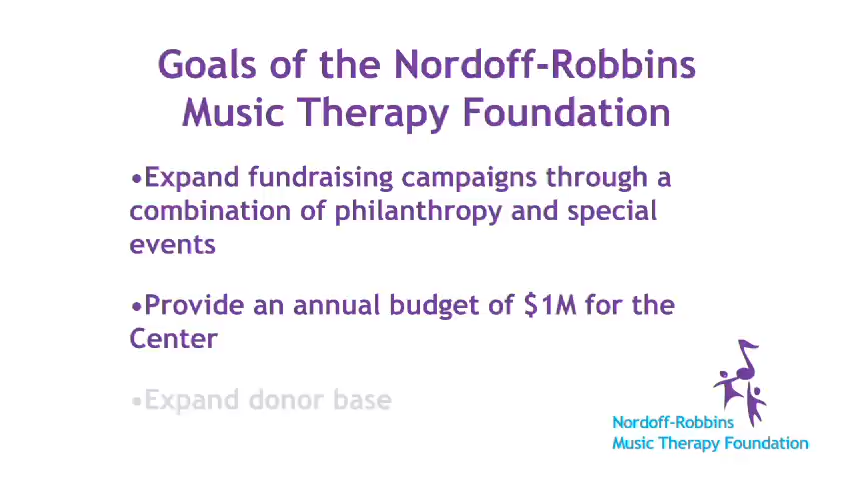 Goals of the Nordoff-Robbins
Music Therapy Foundation
•Expand fundraising campaigns through a
combination of philanthropy and special
events
•Provide an annual budget of $1M for the
Center
•Expand donor base
Nordoff-Robbins
Music Therapy Foundation